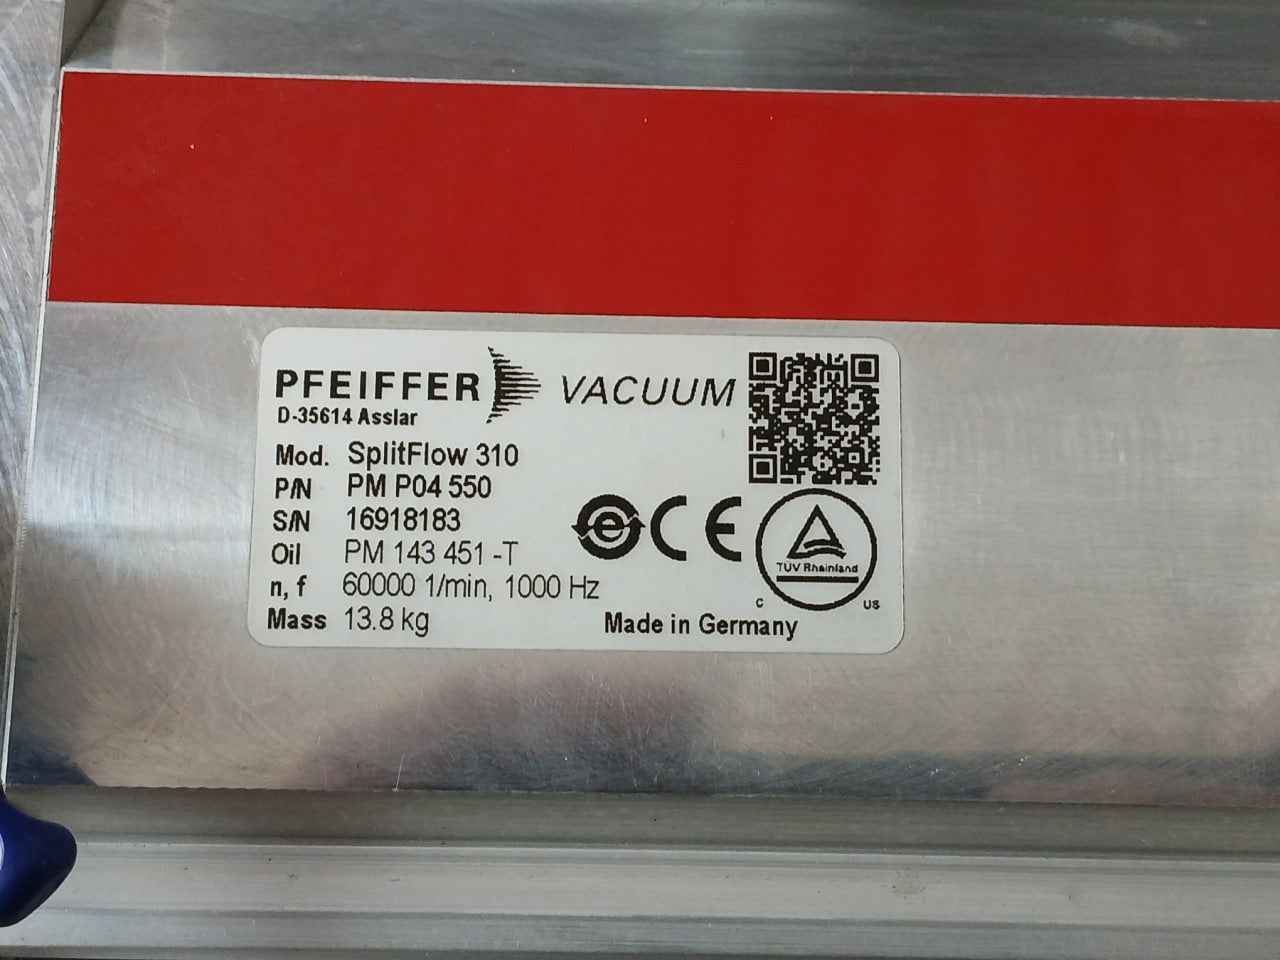 PFEIFFER VACUUM
D-35614 Asslar
Mod. SplitFlow 310
P/N PM P04 550
S/N 16918183
Oil PM 143 451 -T
n, f 60000 1/min, 1000 Hz
Mass 13.8 kg
e CE
TÜV Rheinland
C US
Made in Germany